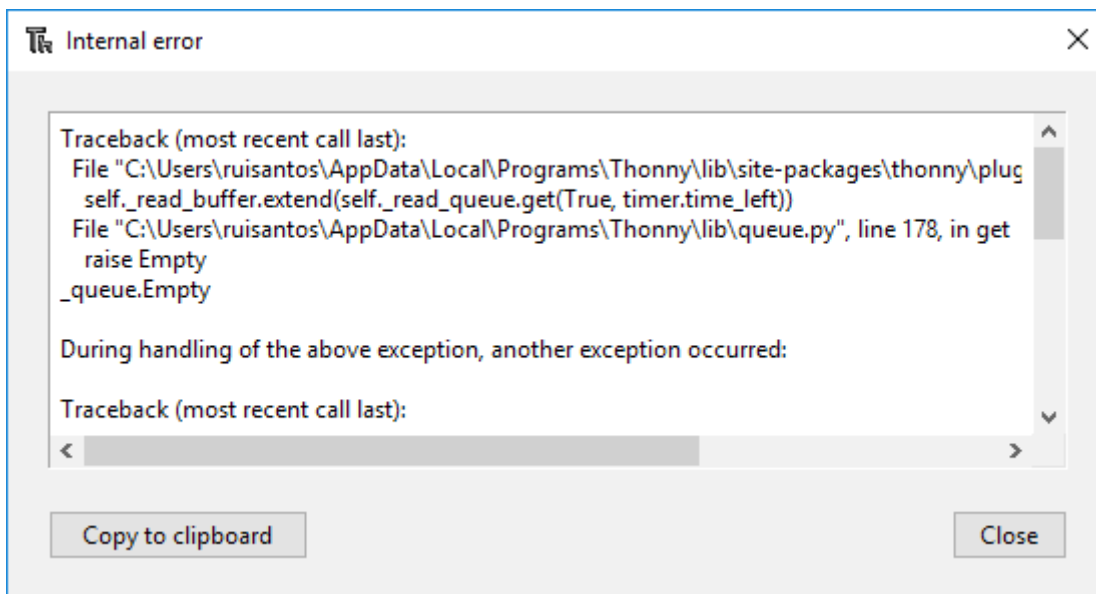 Internal error
Traceback (most recent call last):
File "C:\Users\ruisantos\AppData\Local\Programs\Thonny\lib\site-packages\thonny\plug
self._read_buffer.extend(self._read_queue.get(True, timer.time_left))
File "C:\Users\ruisantos\AppData\Local\Programs\Thonny\lib\queue.py", line 178, in get
raise Empty
_queue.Empty
During handling of the above exception, another exception occurred:
Traceback (most recent call last):
Copy to clipboard
Close